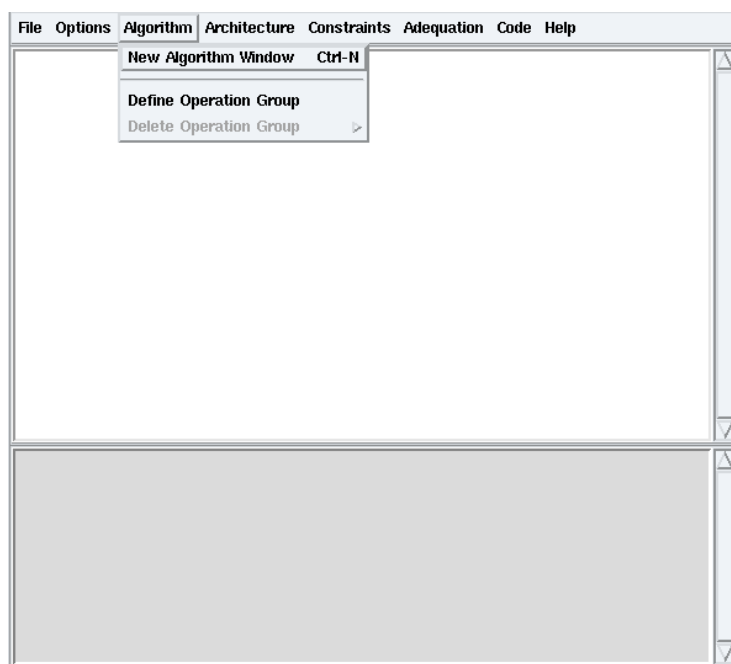 File Options Algorithm Architecture Constraints Adequation Code Help
New Algorithm Window Ctrl-N
Define Operation Group
Delete Operation Group